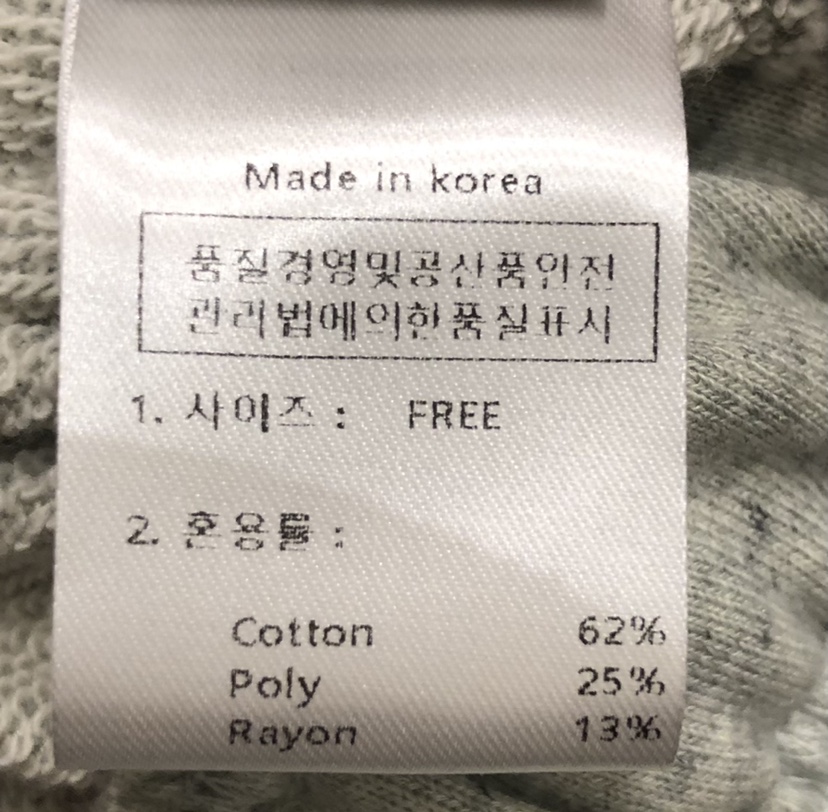 Made in korea
품질경영및공산품안전
관리법에의한품질표시
1. 사이즈 : FREE
2. 혼용률 :
Cotton 62%
Poly 25%
Rayon 13%